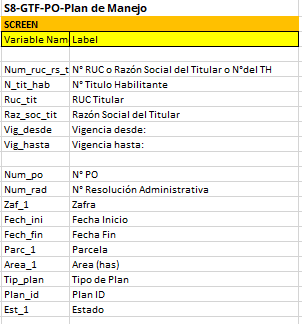 S8-GTF-PO-Plan de Manejo
SCREEN
Variable Nam Label
Num_ruc_rs_t N° RUC o Razón Social del Titular o N°del TH
N_tit_hab N° Titulo Habilitante
Ruc_tit RUC Titular
Raz_soc_tit Razón Social del Titular
Vig_desde Vigencia desde:
Vig_hasta Vigencia hasta:
Num_po N° PO
Num_rad N° Resolución Administrativa
Zaf_1 Zafra
Fech_ini Fecha Inicio
Fech_fin Fecha Fin
Parc_1 Parcela
Area_1 Area (has)
Tip_plan Tipo de Plan
Plan_id Plan ID
Est_1 Estado